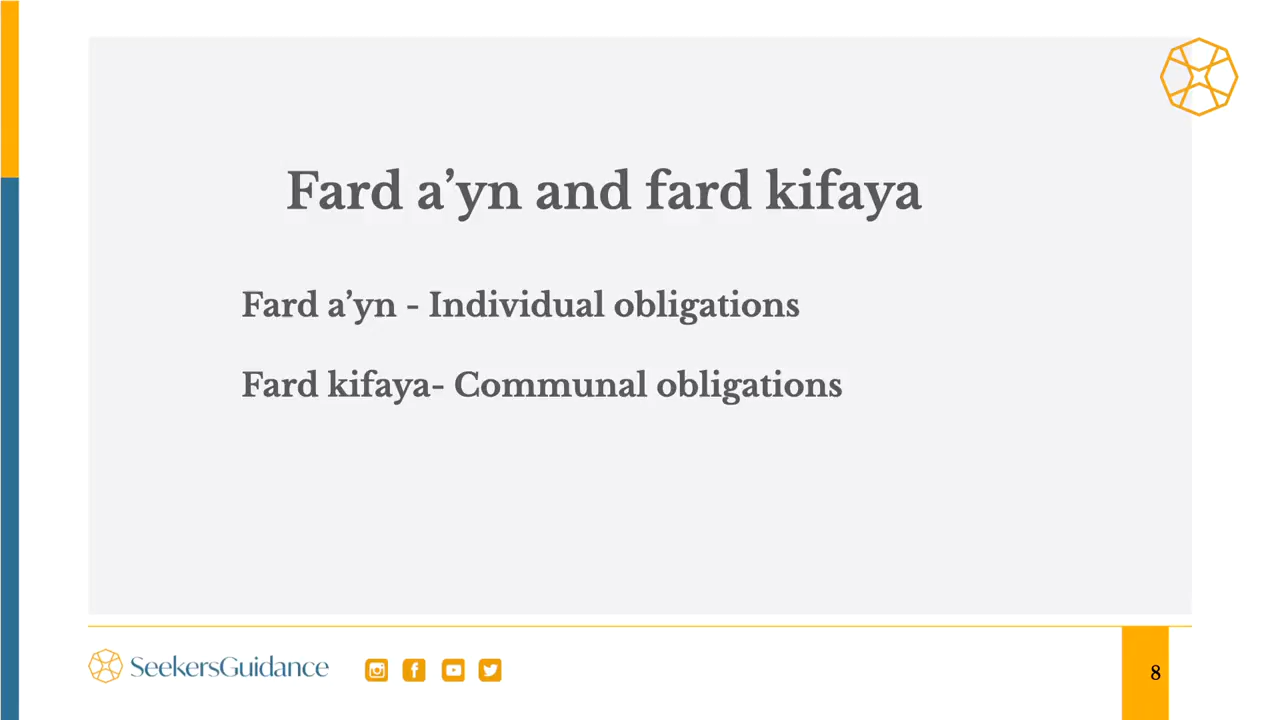 Fard a’yn and fard kifaya
Fard a’yn - Individual obligations
Fard kifaya- Communal obligations
SeekersGuidance
8